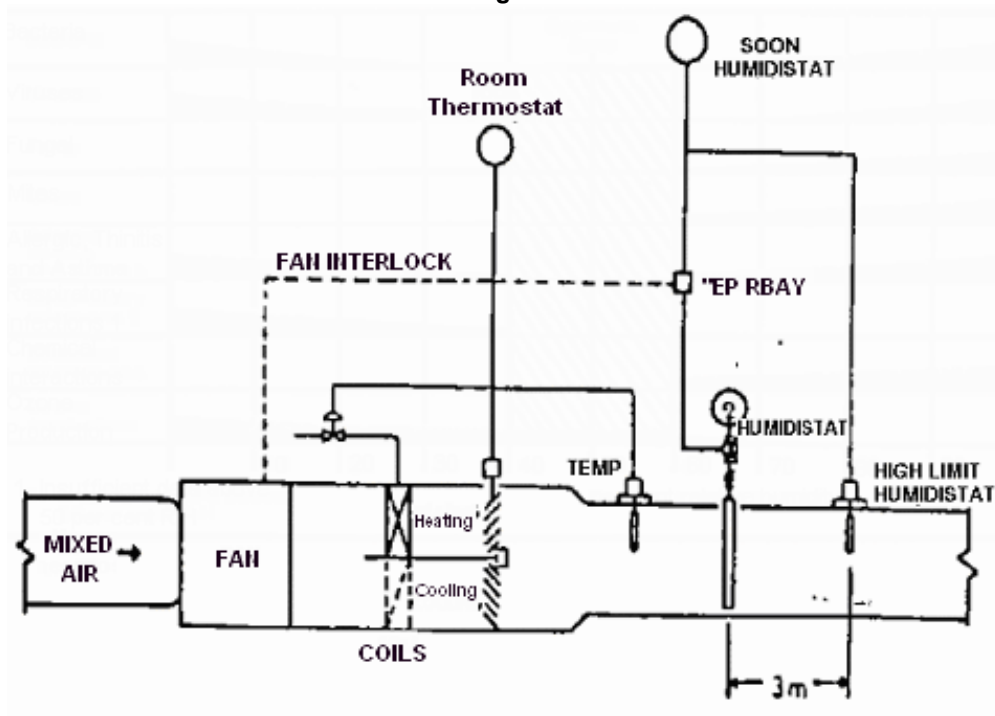 SOON
HUMIDISTAT
Room
Thermostat
FAN INTERLOCK
"EP RBAY
HUMIDISTAT
TEMP
HIGH LIMIT
HUMIDISTAT
MIXED
AIR
FAN
Heating
Cooling
COILS
3m